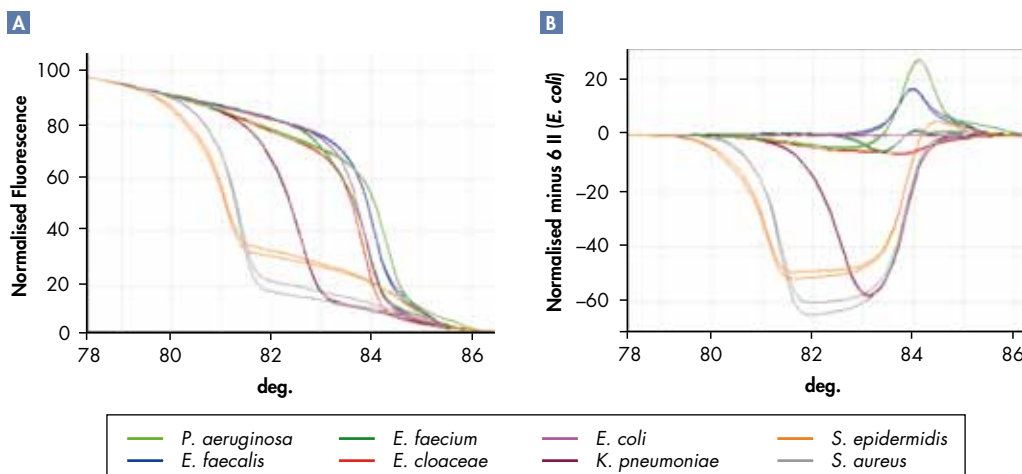 A
Normalised Fluorescence
100
80
60
40
20
0
78 80 82 84 86
deg.
B
Normalised minus 6 II (E. coli)
20
0
−20
−40
−60
78 80 82 84 86
deg.
P. aeruginosa E. faecium E. coli S. epidermidis
E. faecalis E. cloaceae K. pneumoniae S. aureus